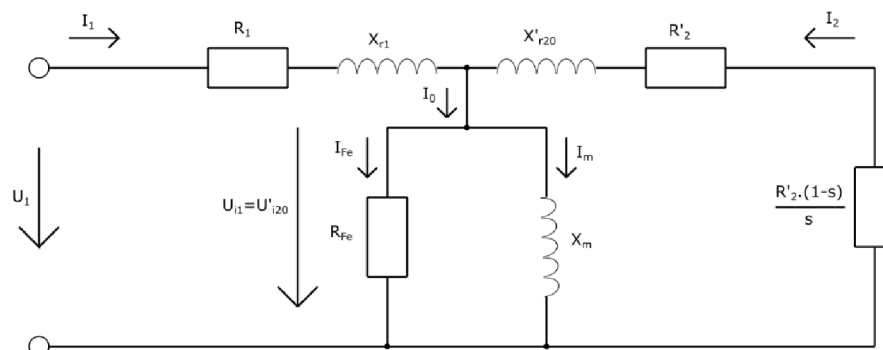 I1
R1
Xr1
X'r20
R'2
I2
I0
IFe
Im
U1
Ui1=U'i20
RFe
Xm
R'2.(1-s)
s